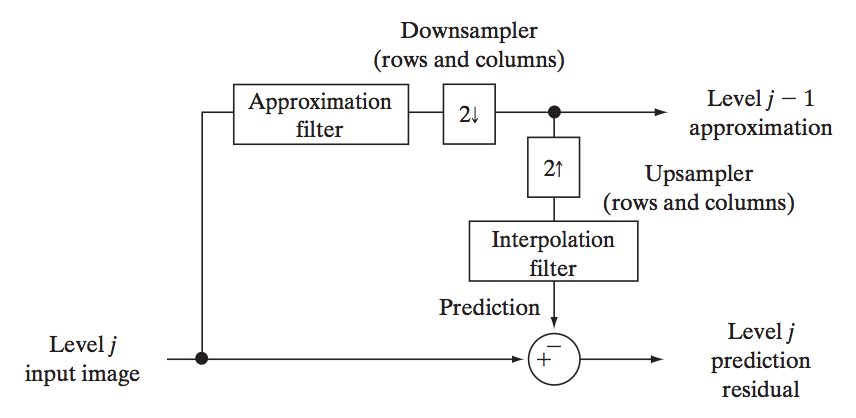 Downsampler
(rows and columns)
Approximation
filter
2↓
Level j − 1
approximation
2↑
Upsampler
(rows and columns)
Interpolation
filter
Prediction
Level j
input image
+
−
Level j
prediction
residual